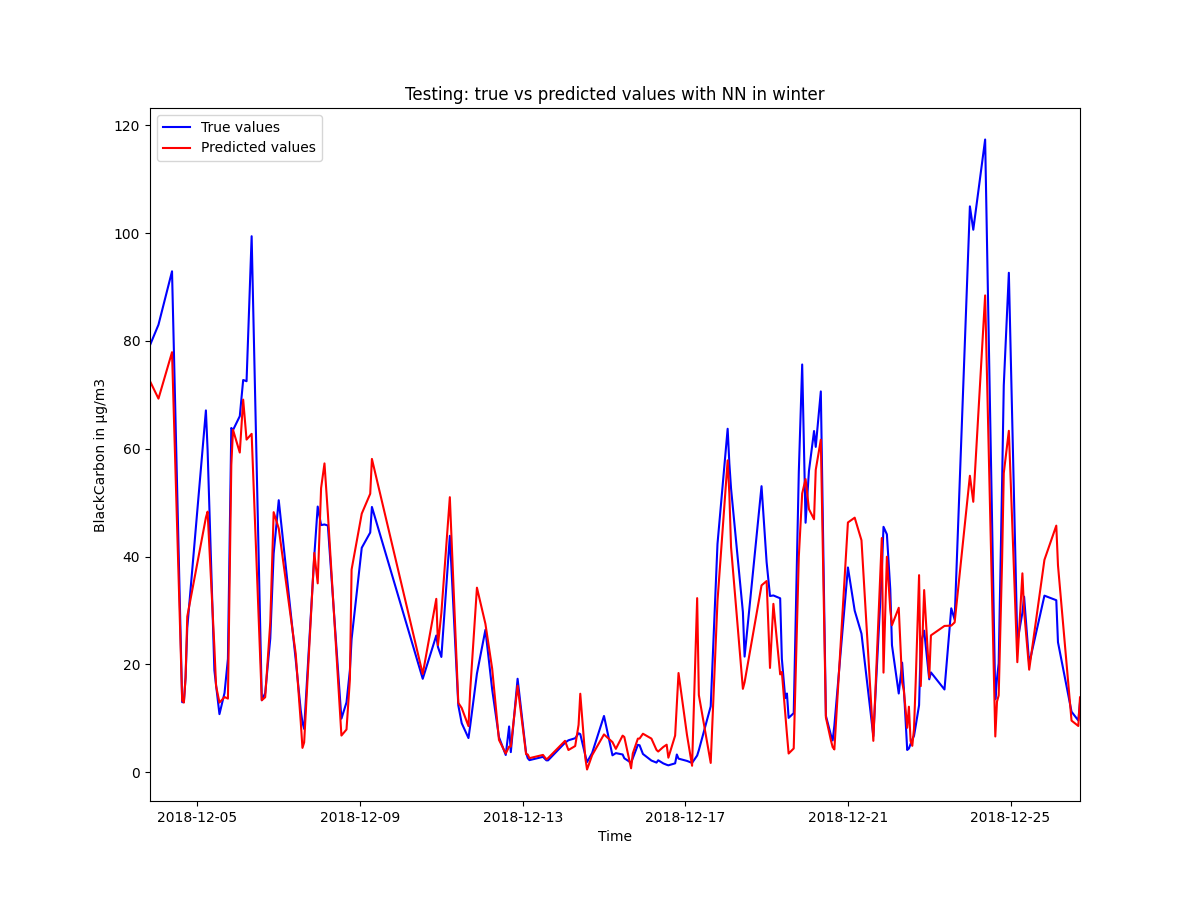 Testing: true vs predicted values with NN in winter
True values
Predicted values
BlackCarbon in µg/m3
120
100
80
60
40
20
0
2018-12-05 2018-12-09 2018-12-13 2018-12-17 2018-12-21 2018-12-25
Time